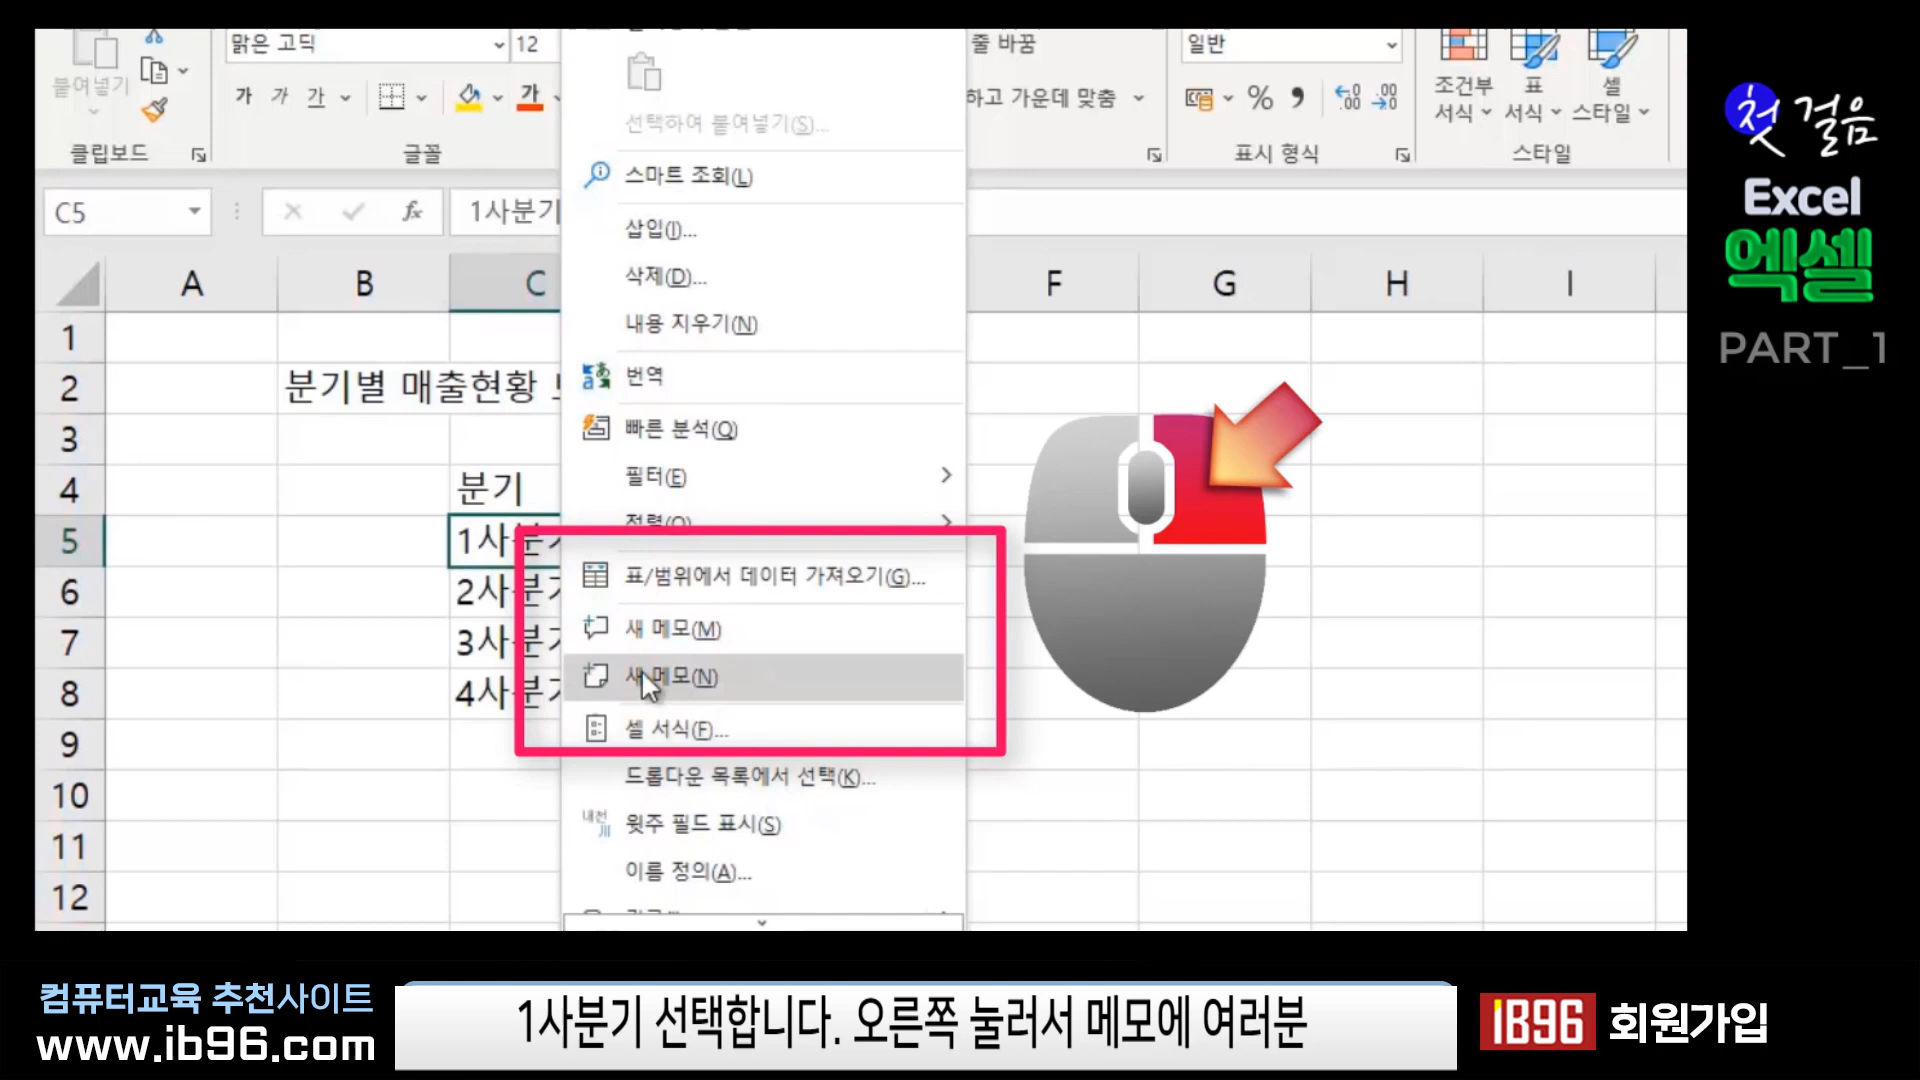 맑은 고딕
12
줄 바꿈
일반
붙여넣기
가 가 가 가
하고 가운데 맞춤
조건부 서식
표 서식
셀 스타일
클립보드
글꼴
표시 형식
스타일
선택하여 붙여넣기(S)...
스마트 조회(L)
C5
fx
1사분기
삽입(I)...
삭제(D)...
내용 지우기(N)
번역
빠른 분석(Q)
필터(E)
정렬(O)
표/범위에서 데이터 가져오기(G)...
새 메모(M)
새 메모(N)
셀 서식(F)...
드롭다운 목록에서 선택(K)...
윗주 필드 표시(S)
이름 정의(A)...
A B C F G H I
1
2 분기별 매출현황
3
4 분기
5 1사분기
6 2사분기
7 3사분기
8 4사분기
9
10
11
12
첫 걸음
Excel
엑셀
PART_1
컴퓨터교육 추천사이트
www.ib96.com
1사분기 선택합니다. 오른쪽 눌러서 메모에 여러분
IB96 회원가입